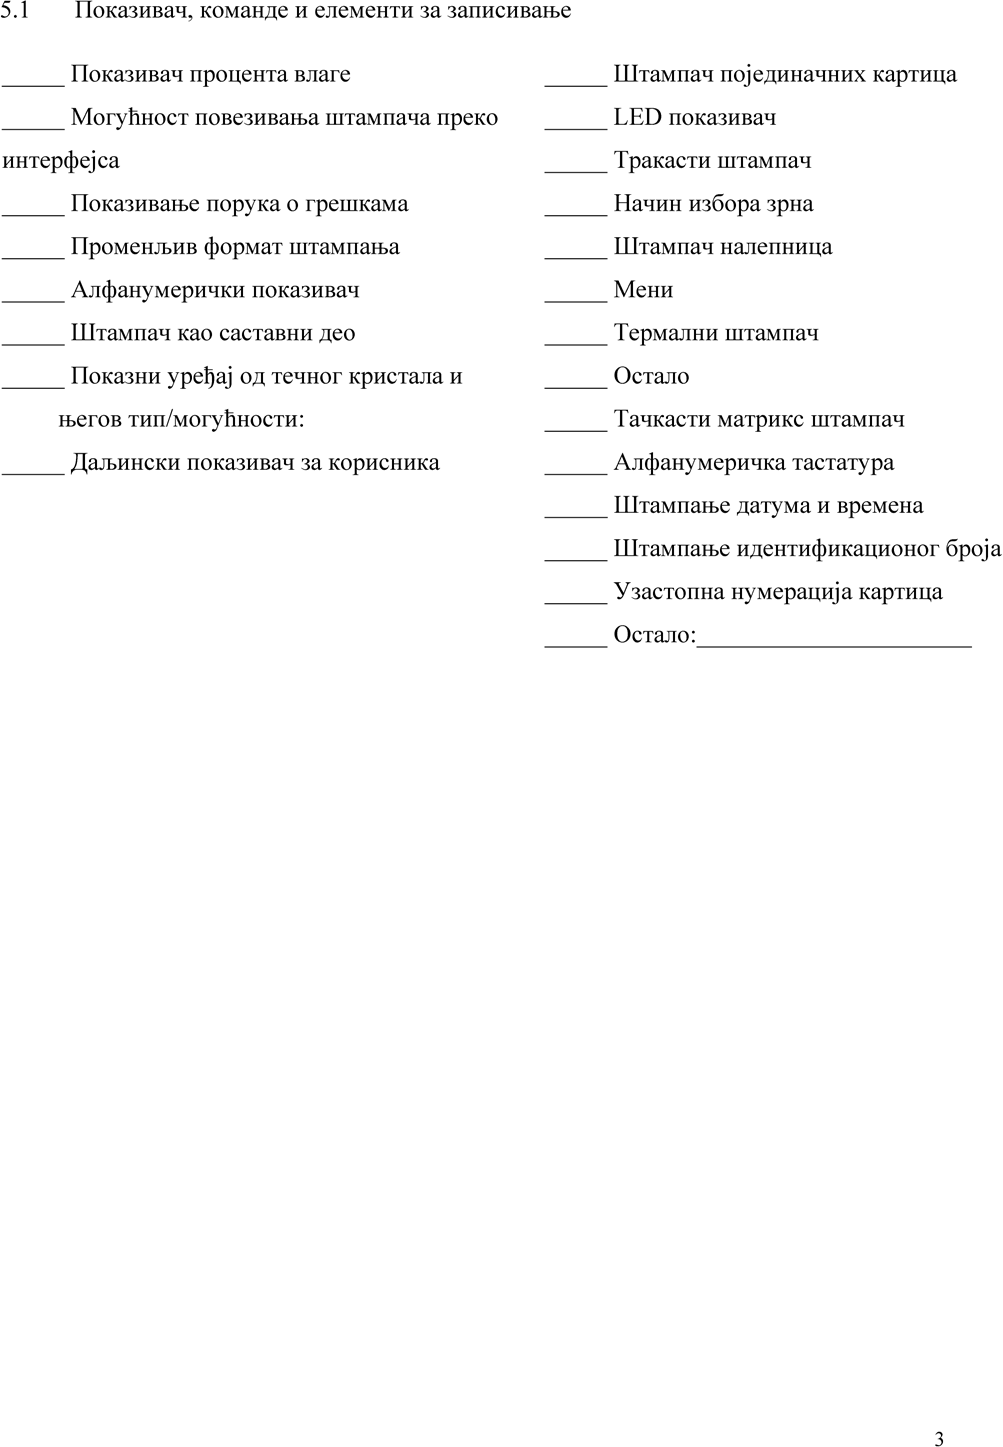 5.1 Показивач, команде и елементи за записивање
_____ Показивач процента влаге
_____ Могућност повезивања штампача преко
интерфејса
_____ Показивање порука о грешкама
_____ Променљив формат штампања
_____ Алфанумерички показивач
_____ Штампач као саставни део
_____ Показни уређај од течног кристала и
његов тип/могућности:
_____ Даљински показивач за корисника
_____ Штампач појединачних картица
_____ LED показивач
_____ Тракасти штампач
_____ Начин избора зрна
_____ Штампач налепница
_____ Мени
_____ Термални штампач
_____ Остало
_____ Тачкасти матрикс штампач
_____ Алфанумеричка тастатура
_____ Штампање датума и времена
_____ Штампање идентификационог броја
_____ Узастопна нумерација картица
_____ Остало:______________________
3